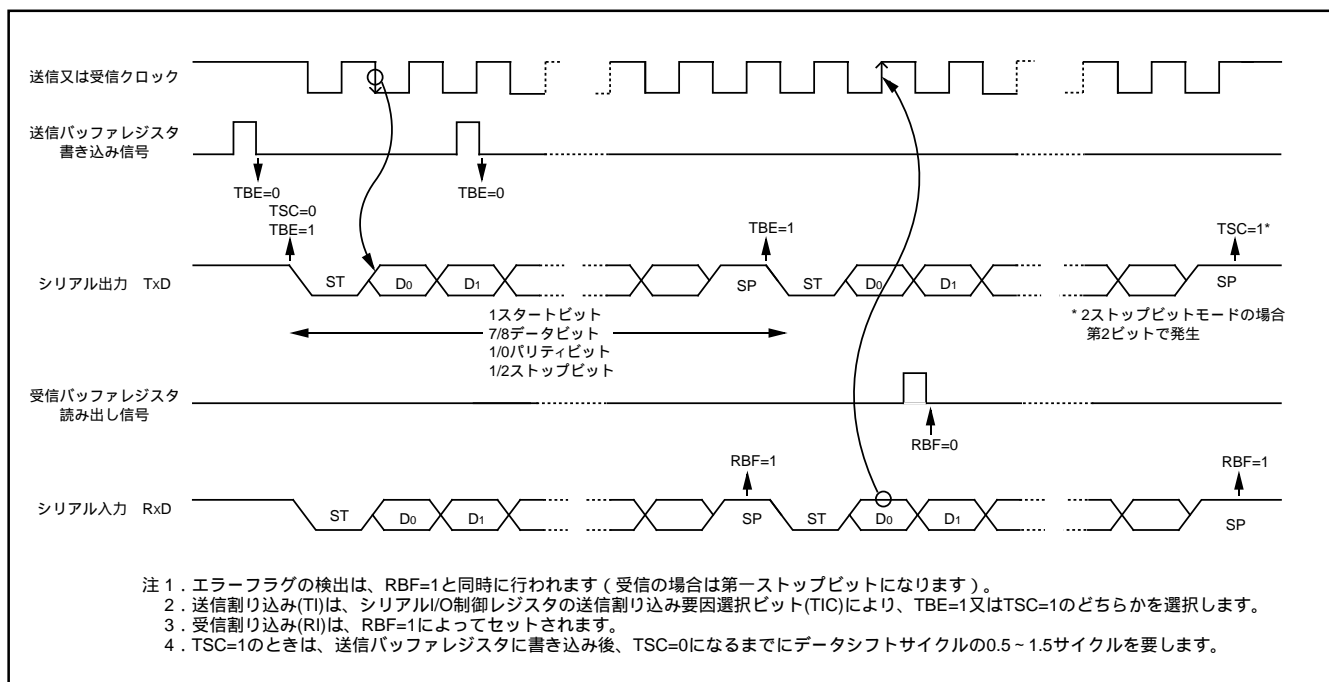 送信又は受信クロック
送信バッファレジスタ
書き込み信号
TBE=0
TBE=0
TSC=0
TBE=1
TBE=1
TSC=1*
シリアル出力 TxD
ST
D0
D1
SP
ST
D0
D1
SP
1スタートビット
7/8データビット
1/0パリティビット
1/2ストップビット
* 2ストップビットモードの場合
第2ビットで発生
受信バッファレジスタ
読み出し信号
RBF=0
RBF=1
RBF=1
シリアル入力 RxD
ST
D0
D1
SP
ST
D0
D1
SP
注 1．エラーフラグの検出は、RBF=1と同時に行われます（受信の場合は第一ストップビットになります）。
2．送信割り込み(TI)は、シリアルI/O制御レジスタの送信割り込み要因選択ビット(TIC)により、TBE=1又はTSC=1のどちらかを選択します。
3．受信割り込み(RI)は、RBF=1によってセットされます。
4．TSC=1のときは、送信バッファレジスタに書き込み後、TSC=0になるまでにデータシフトサイクルの0.5～1.5サイクルを要します。